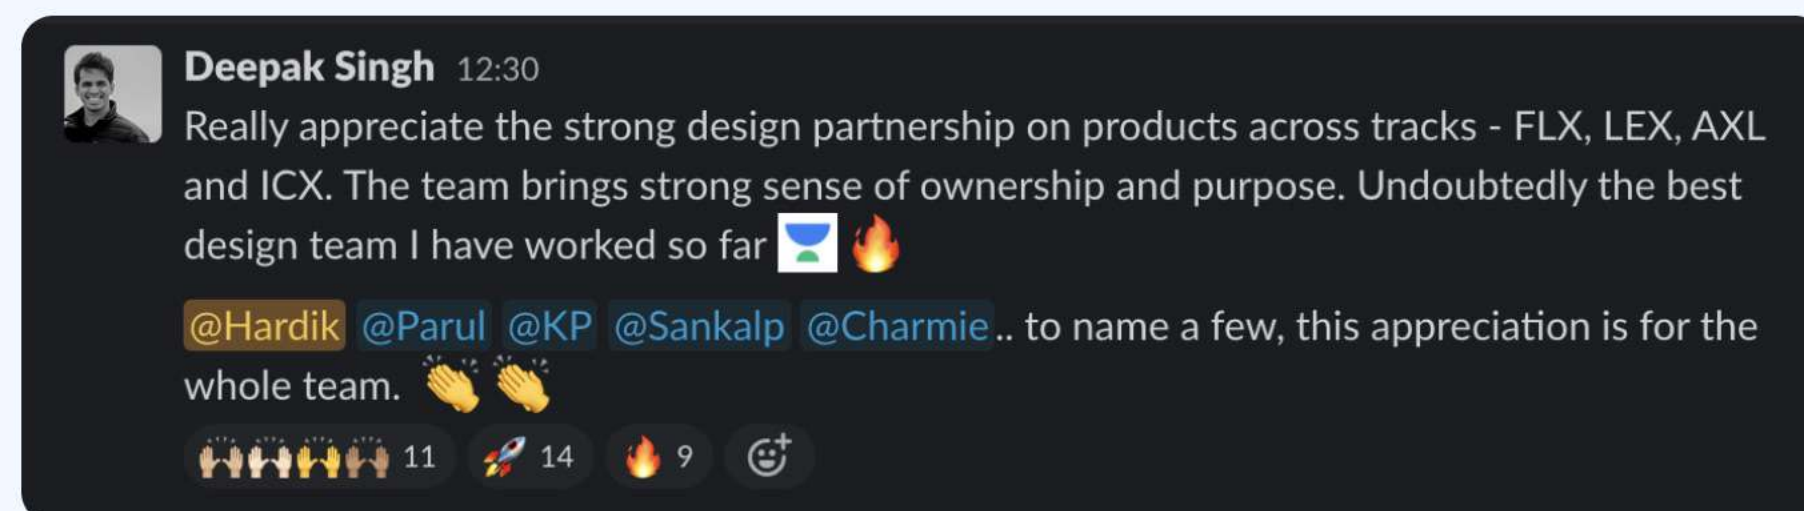 Deepak Singh 12:30
Really appreciate the strong design partnership on products across tracks - FLX, LEX, AXL
and ICX. The team brings strong sense of ownership and purpose. Undoubtedly the best
design team I have worked so far 🔥
@Hardik @Parul @KP @Sankalp @Charmie.. to name a few, this appreciation is for the
whole team. 👏 👏
11 14 9